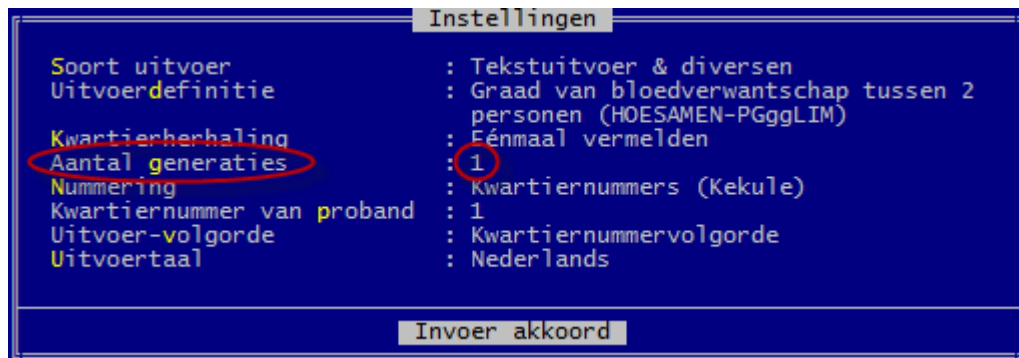 Instellingen
Soort uitvoer : Tekstuitvoer & diversen
Uitvoerdefinitie : Graad van bloedverwantschap tussen 2
personen (HOESAMEN-PGggLIM)
Kwartierherhaling : Eénmaal vermelden
Aantal generaties : 1
Nummering : Kwartiernummers (Kekule)
Kwartiernummer van proband : 1
Uitvoer-volgorde : Kwartiernummervolgorde
Uitvoertaal : Nederlands
Invoer akkoord